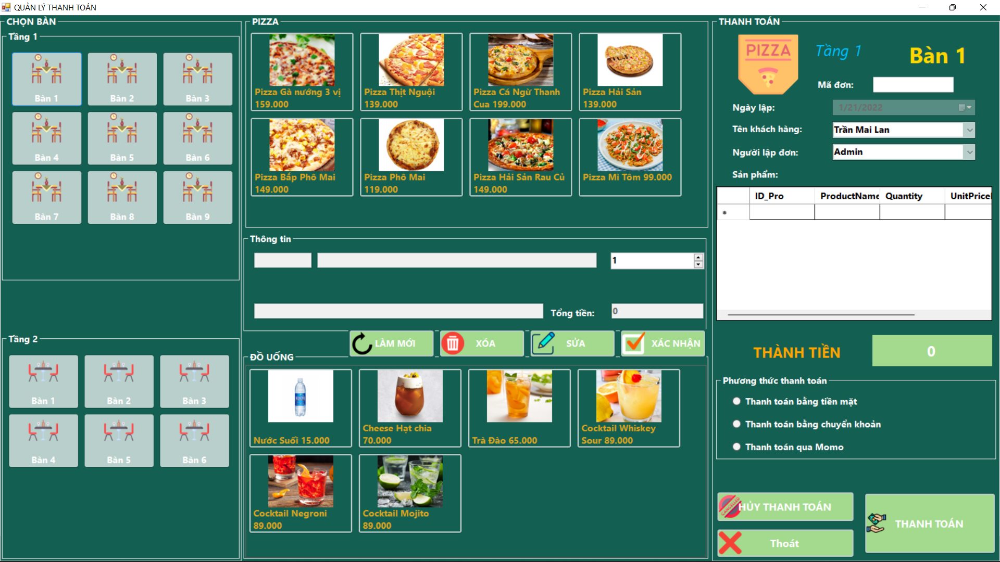 QUẢN LÝ THANH TOÁN
CHỌN BÀN
Tầng 1
Bàn 1
Bàn 2
Bàn 3
Bàn 4
Bàn 5
Bàn 6
Bàn 7
Bàn 8
Bàn 9
Tầng 2
Bàn 1
Bàn 2
Bàn 3
Bàn 4
Bàn 5
Bàn 6
PIZZA
Pizza Gà nướng 3 vị
159.000
Pizza Thịt Nguội
139.000
Pizza Cá Ngừ Thanh
Cua 199.000
Pizza Hải Sản
139.000
Pizza Bắp Phô Mai
149.000
Pizza Phô Mai
119.000
Pizza Hải Sản Rau Củ
149.000
Pizza Mì Tôm 99.000
Thông tin
1
Tổng tiền:
0
LÀM MỚI
XÓA
SỬA
XÁC NHẬN
ĐỒ UỐNG
Nước Suối 15.000
Cheese Hạt chia
70.000
Trà Đào 65.000
Cocktail Whiskey
Sour 89.000
Cocktail Negroni
89.000
Cocktail Mojito
89.000
THANH TOÁN
PIZZA
Tầng 1
Bàn 1
Mã đơn:
Ngày lập:
1/21/2022
Tên khách hàng:
Trần Mai Lan
Người lập đơn:
Admin
Sản phẩm:
ID_Pro
ProductName
Quantity
UnitPrice
THÀNH TIỀN
0
Phương thức thanh toán
Thanh toán bằng tiền mặt
Thanh toán bằng chuyển khoản
Thanh toán qua Momo
CANCELLED
HỦY THANH TOÁN
THANH TOÁN
Thoát